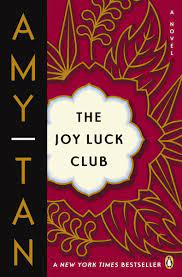 AMY TAN
A NOVEL
THE
JOY LUCK
CLUB
A NEW YORK TIMES BESTSELLER